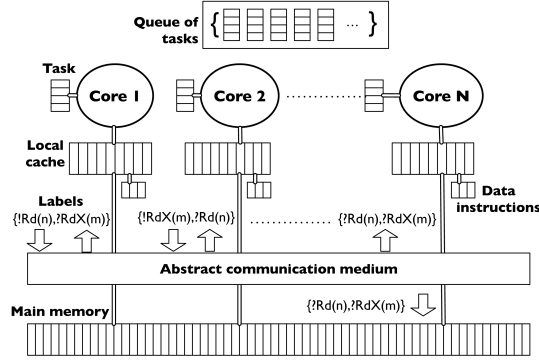 Queue of
tasks
{ ... }
Task
Core 1
Core 2
Core N
Local
cache
Data
instructions
Labels
{!Rd(n),?RdX(m)}
{!RdX(m),?Rd(n)}
{?Rd(n),?RdX(m)}
Abstract communication medium
{?Rd(n),?RdX(m)}
Main memory